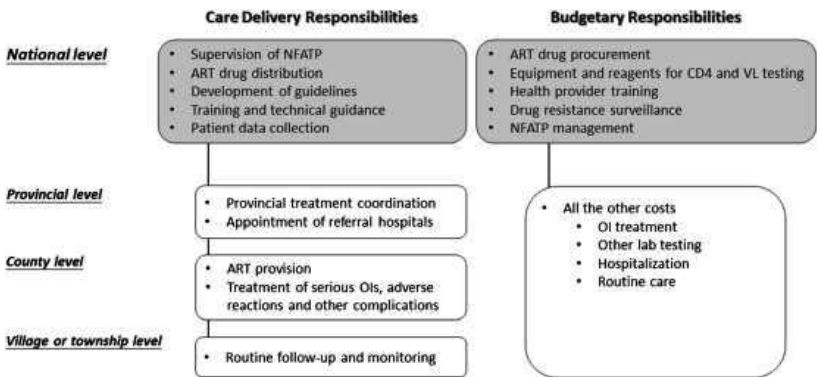 Care Delivery Responsibilities
Budgetary Responsibilities
National level
• Supervision of NFATP
• ART drug distribution
• Development of guidelines
• Training and technical guidance
• Patient data collection
• ART drug procurement
• Equipment and reagents for CD4 and VL testing
• Health provider training
• Drug resistance surveillance
• NFATP management
Provincial level
• Provincial treatment coordination
• Appointment of referral hospitals
• All the other costs
• OI treatment
• Other lab testing
• Hospitalization
• Routine care
County level
• ART provision
• Treatment of serious OIs, adverse
reactions and other complications
Village or township level
• Routine follow-up and monitoring